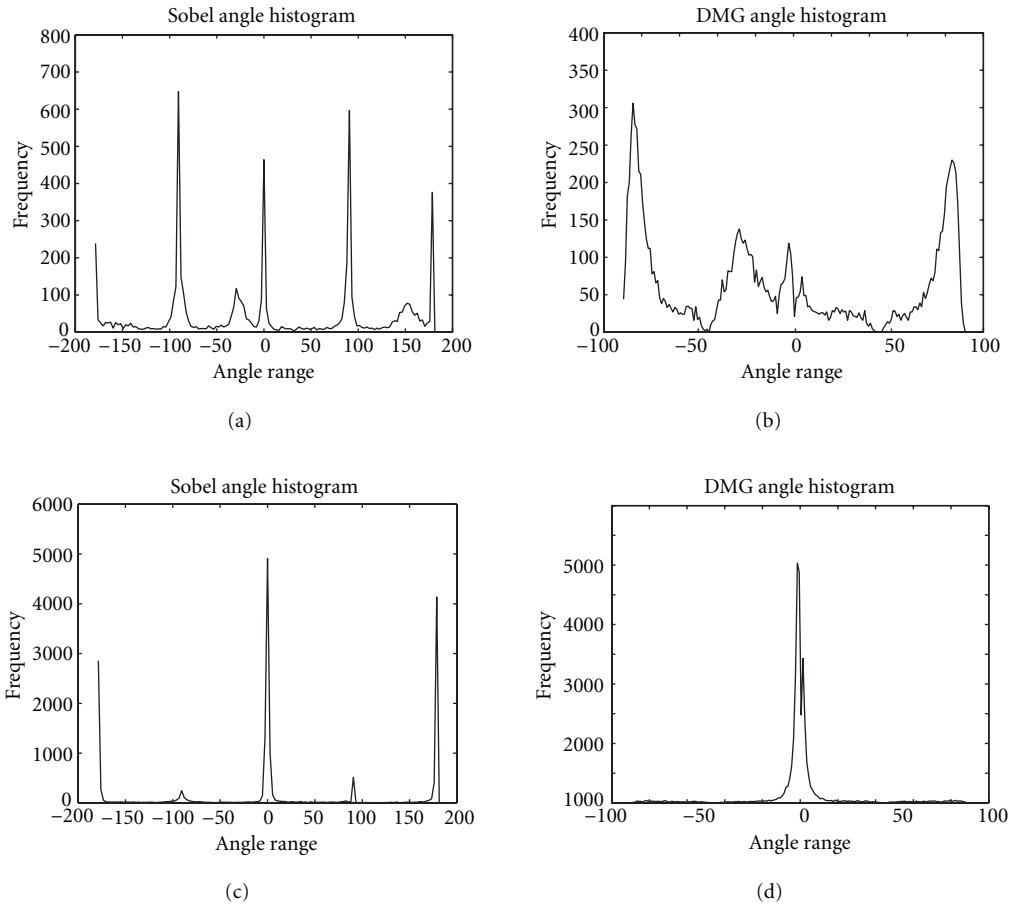 Sobel angle histogram
800
700
600
500
400
300
200
100
0
Frequency
−200 −150 −100 −50 0 50 100 150 200
Angle range
(a)
DMG angle histogram
400
350
300
250
200
150
100
50
0
Frequency
−100 −50 0 50 100
Angle range
(b)
Sobel angle histogram
6000
5000
4000
3000
2000
1000
0
Frequency
−200 −150 −100 −50 0 50 100 150 200
Angle range
(c)
DMG angle histogram
5000
4000
3000
2000
1000
Frequency
−100 −50 0 50 100
Angle range
(d)